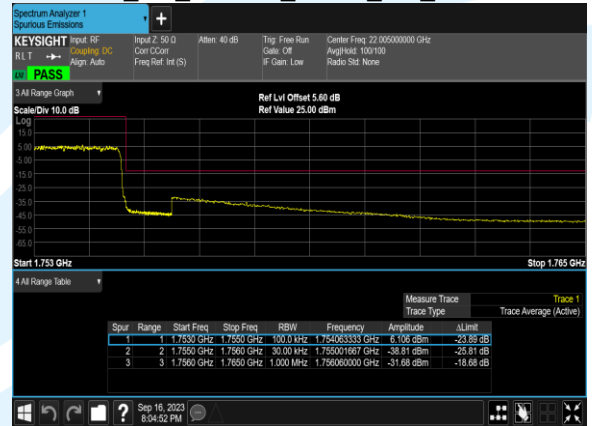 Spectrum Analyzer 1
Spurious Emissions
KEYSIGHT Input: RF Input Z: 50 Ω Atten: 40 dB Trig: Free Run Center Freq: 22.005000000 GHz
RLT Coupling: DC Corr CCorr Gate: Off Avg|Hold: 100/100
Align: Auto Freq Ref: Int (S) IF Gain: Low Radio Std: None
PASS
3 All Range Graph
Ref Lvl Offset 5.60 dB
Scale/Div 10.0 dB Ref Value 25.00 dBm
Log
15.0
5.00
-5.00
-15.0
-25.0
-35.0
-45.0
-55.0
-65.0
Start 1.753 GHz Stop 1.765 GHz
4 All Range Table
Measure Trace Trace 1
Trace Type Trace Average (Active)
Spur Range Start Freq Stop Freq RBW Frequency Amplitude ΔLimit
1 1 1.7530 GHz 1.7550 GHz 100.0 kHz 1.754063333 GHz 6.106 dBm -23.89 dB
2 2 1.7550 GHz 1.7560 GHz 30.00 kHz 1.755001667 GHz -38.81 dBm -25.81 dB
3 3 1.7560 GHz 1.7650 GHz 1.000 MHz 1.756060000 GHz -31.68 dBm -18.68 dB
? Sep 16, 2023
8:04:52 PM